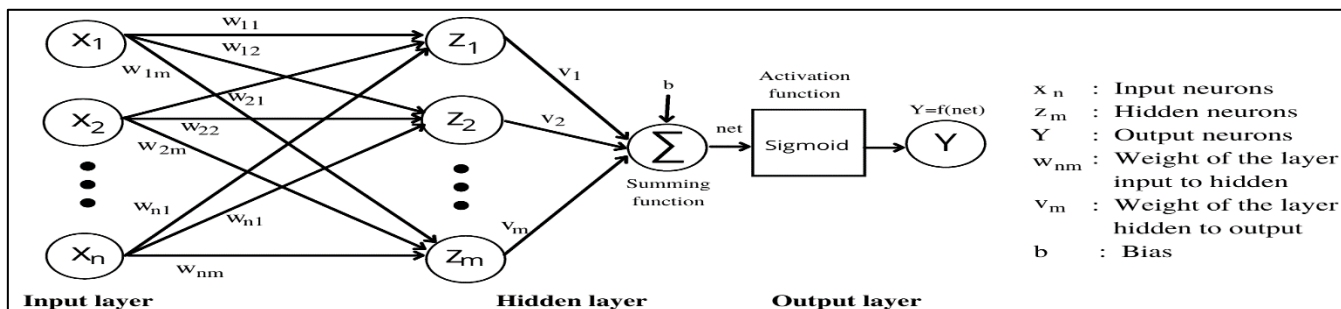 x1
x2
xn
Input layer
w11
w12
w1m
w21
w22
w2m
wn1
wn1
wnm
z1
z2
zm
Hidden layer
v1
v2
vm
b
Σ
Summing
function
net
Activation
function
Sigmoid
Output layer
Y=f(net)
Y
xn : Input neurons
zm : Hidden neurons
Y : Output neurons
wnm : Weight of the layer
input to hidden
vm : Weight of the layer
hidden to output
b : Bias